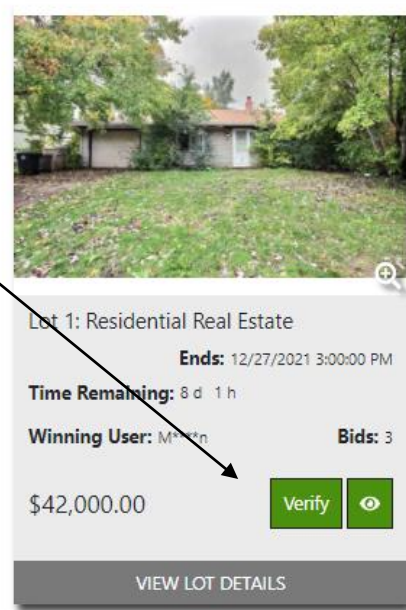 Lot 1: Residential Real Estate
Ends: 12/27/2021 3:00:00 PM
Time Remaining: 8 d 1 h
Winning User: M****n Bids: 3
$42,000.00 Verify
VIEW LOT DETAILS